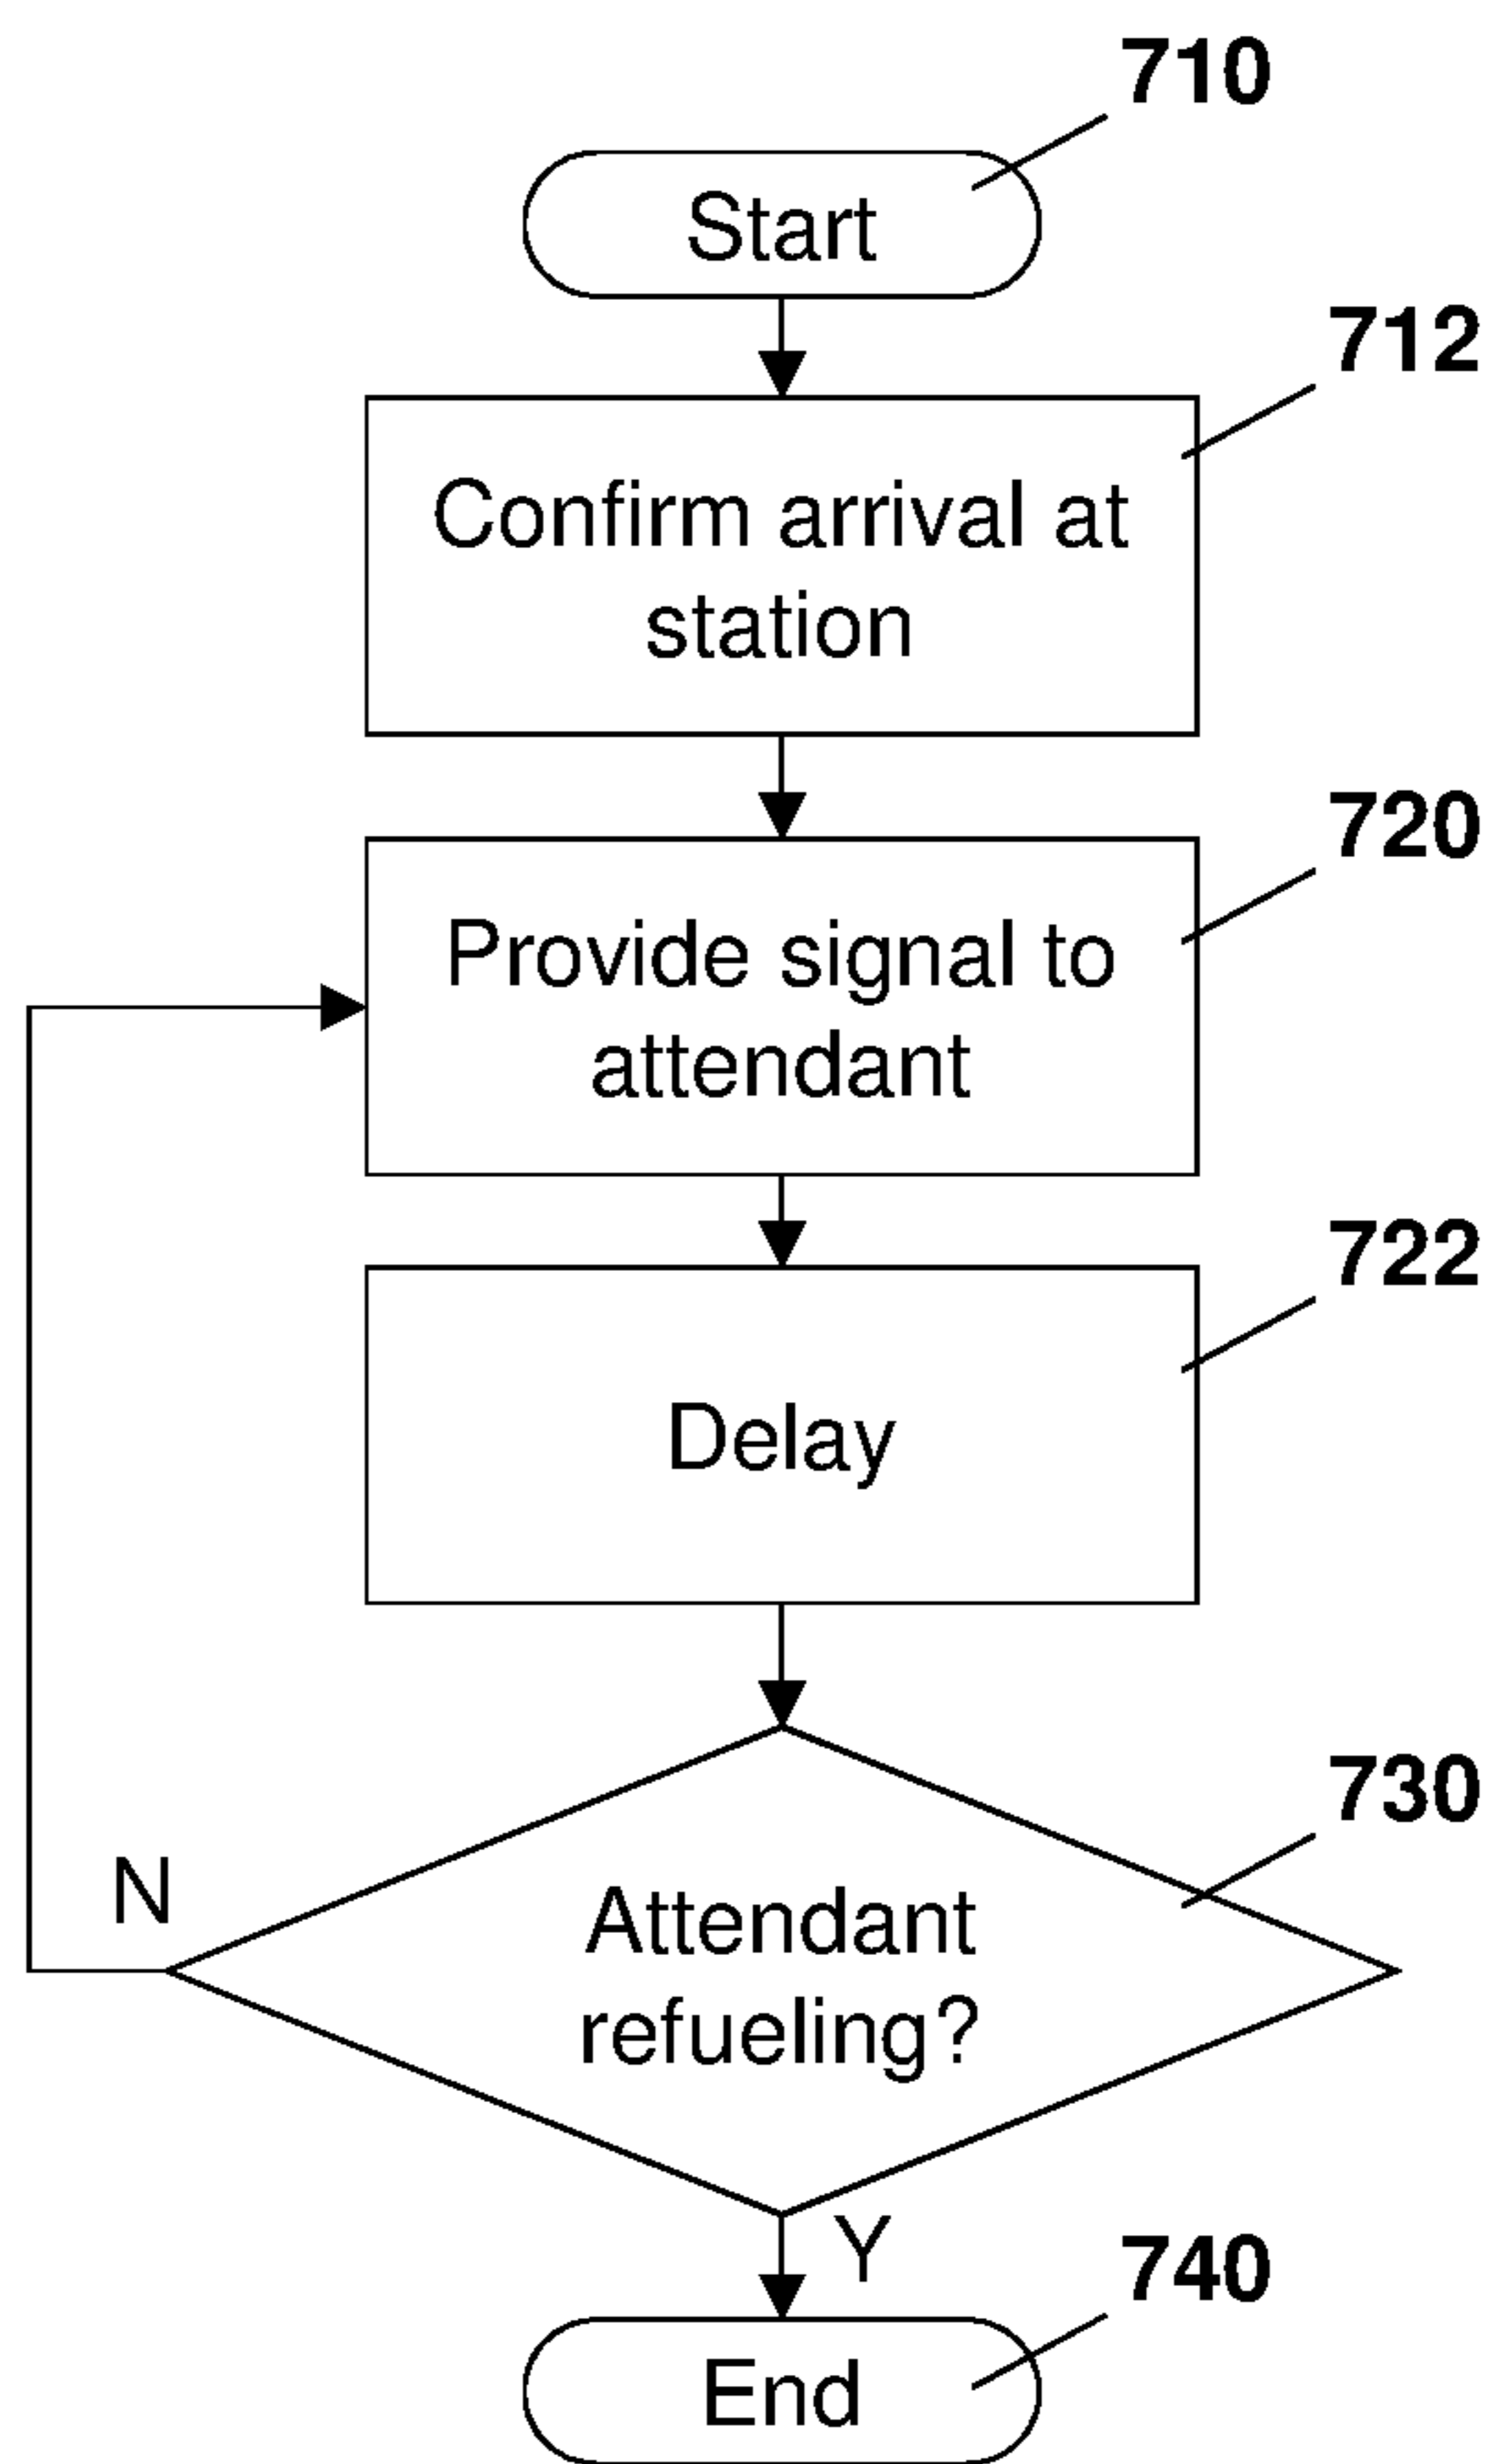 710
Start
712
Confirm arrival at
station
720
Provide signal to
attendant
722
Delay
730
N
Attendant
refueling?
Y
740
End